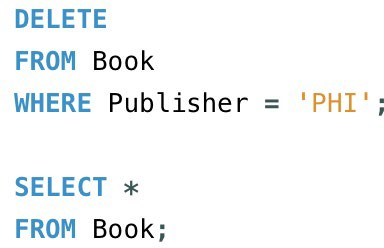 DELETE
FROM Book
WHERE Publisher = 'PHI';
SELECT *
FROM Book;